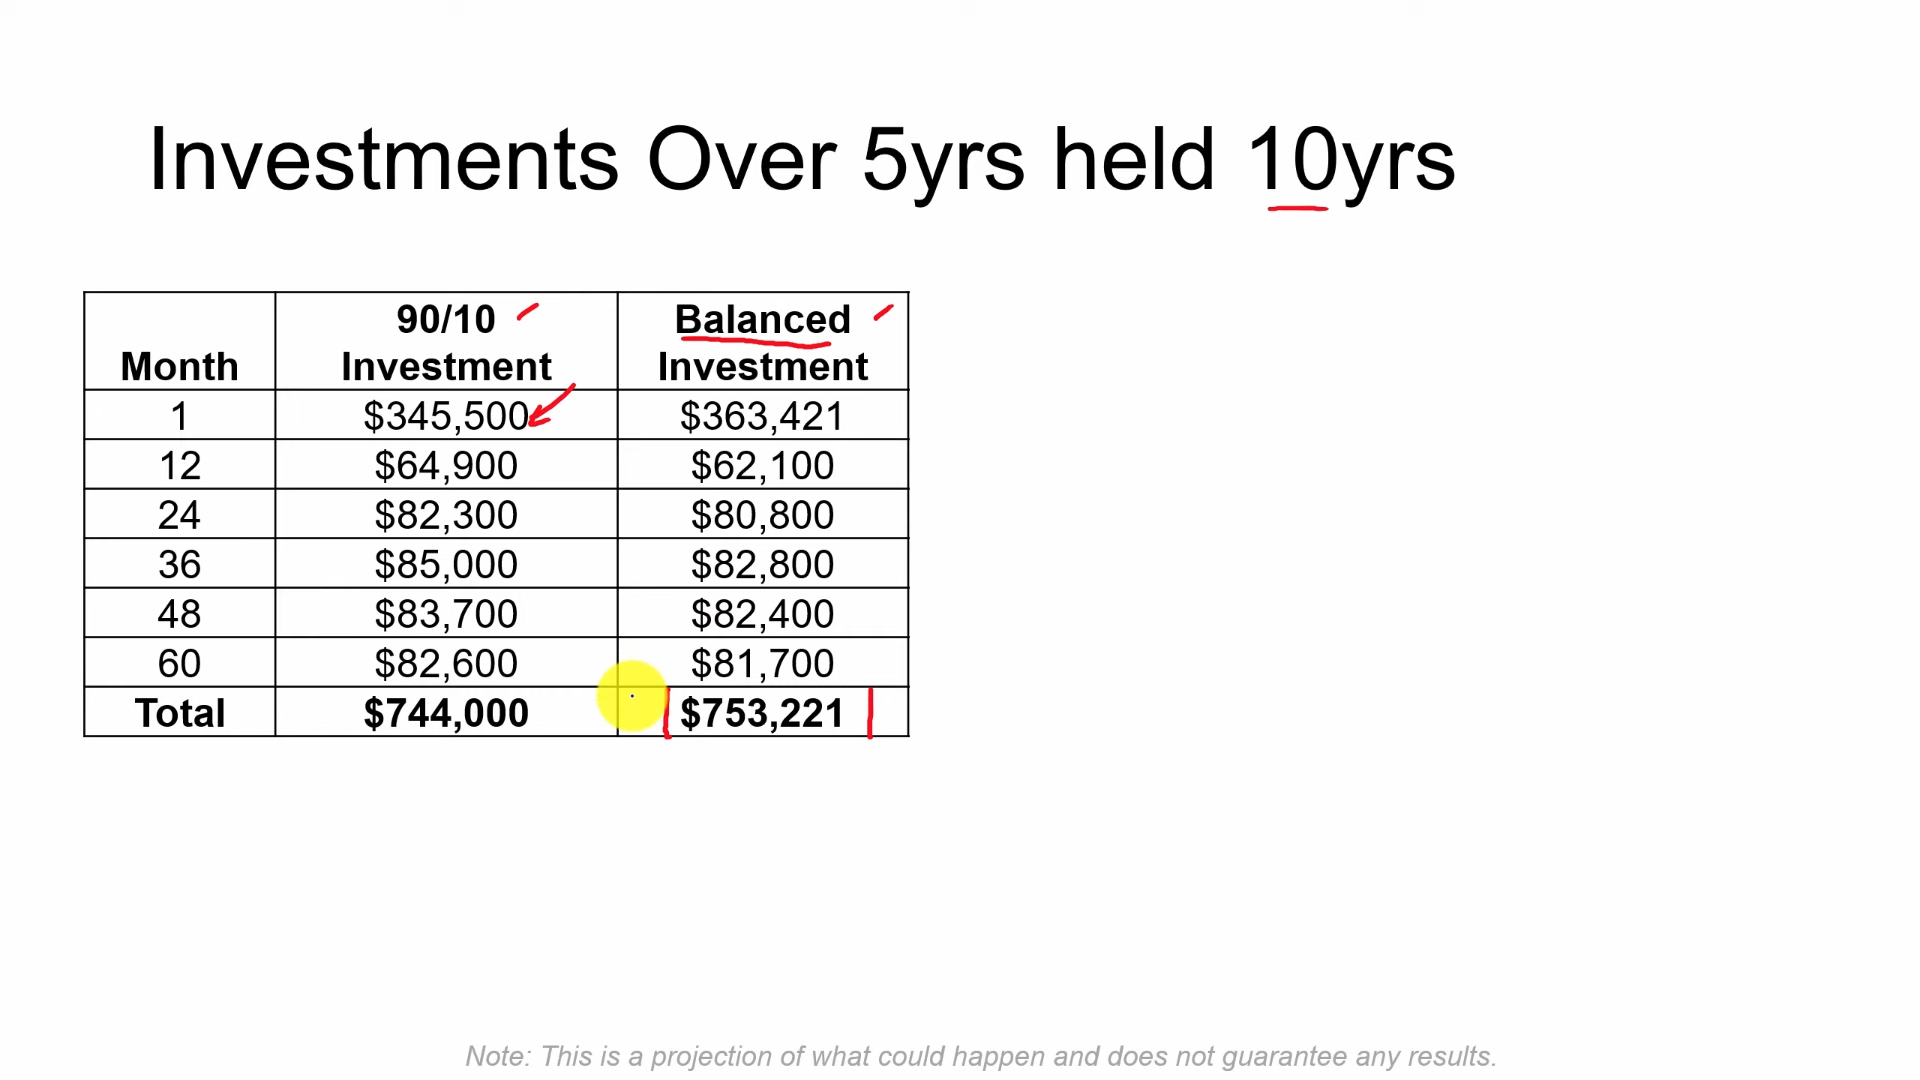 Investments Over 5yrs held 10yrs
Month | 90/10 Investment | Balanced Investment
1 | $345,500 | $363,421
12 | $64,900 | $62,100
24 | $82,300 | $80,800
36 | $85,000 | $82,800
48 | $83,700 | $82,400
60 | $82,600 | $81,700
Total | $744,000 | $753,221
Note: This is a projection of what could happen and does not guarantee any results.